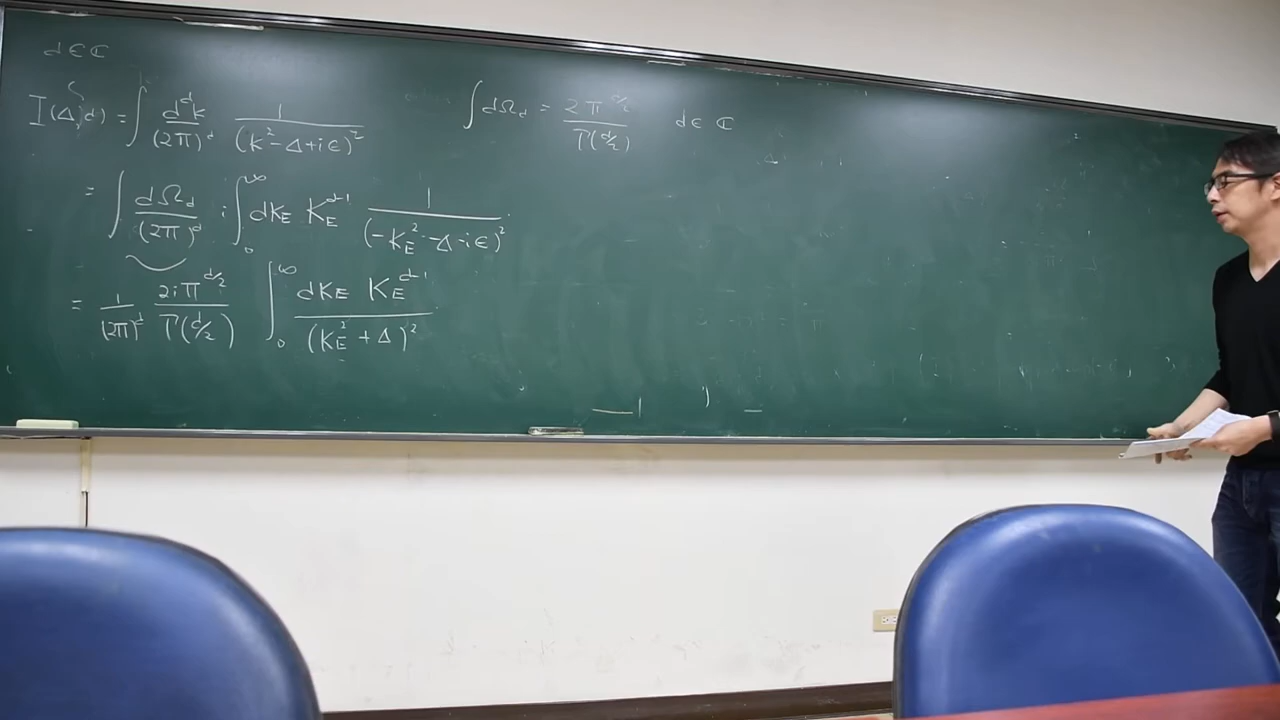 d ∈ ℂ
I(Δ, d) = ∫ d^d k / (2π)^d 1 / (k² - Δ + iε)²
= ∫ dΩ_d / (2π)^d i ∫_0^∞ dK_E K_E^{d-1} 1 / (-K_E² - Δ - iε)²
= 1 / (2π)^d 2iπ^{d/2} / Γ(d/2) ∫_0^∞ dK_E K_E^{d-1} / (K_E² + Δ)²
∫ dΩ_d = 2π^{d/2} / Γ(d/2) d ∈ ℂ